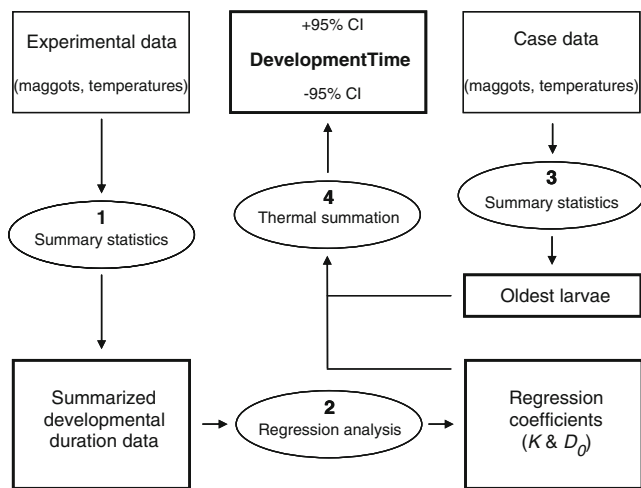 Experimental data
(maggots, temperatures)
+95% CI
DevelopmentTime
-95% CI
Case data
(maggots, temperatures)
1
Summary statistics
4
Thermal summation
3
Summary statistics
Oldest larvae
Summarized
developmental
duration data
2
Regression analysis
Regression
coefficients
(K & D0)